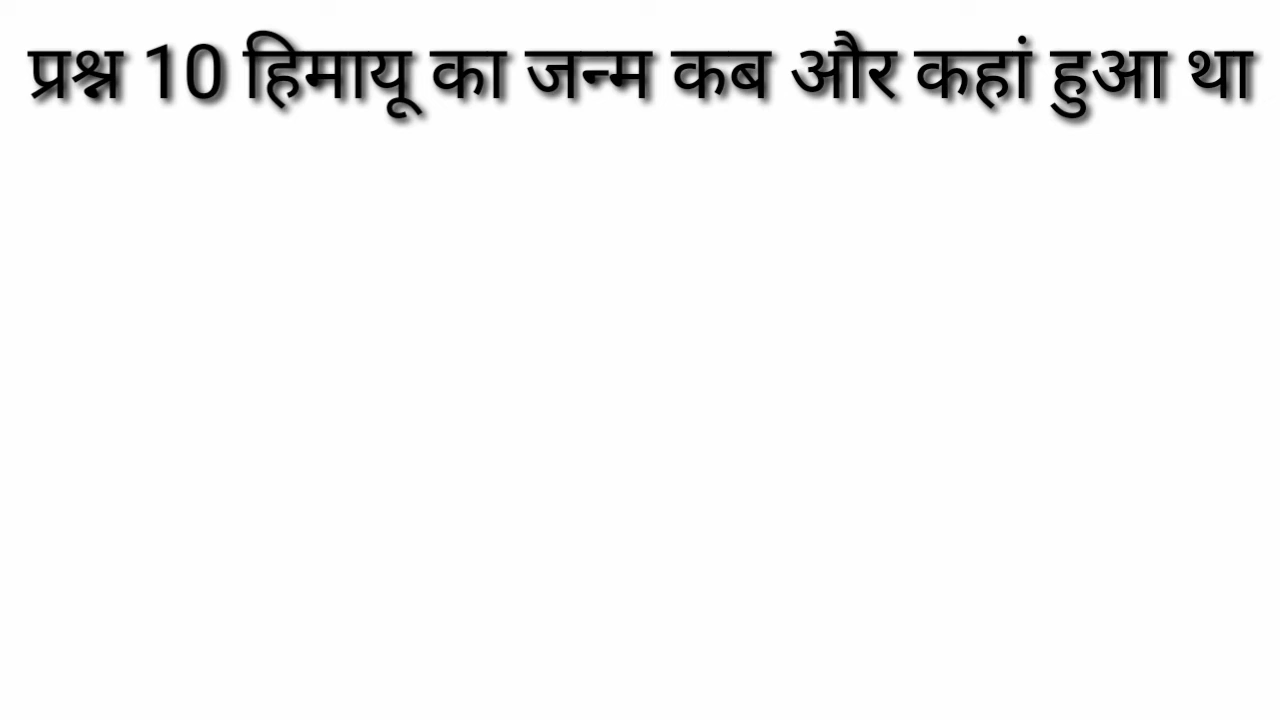 प्रश्न 10 हिमायू का जन्म कब और कहां हुआ था